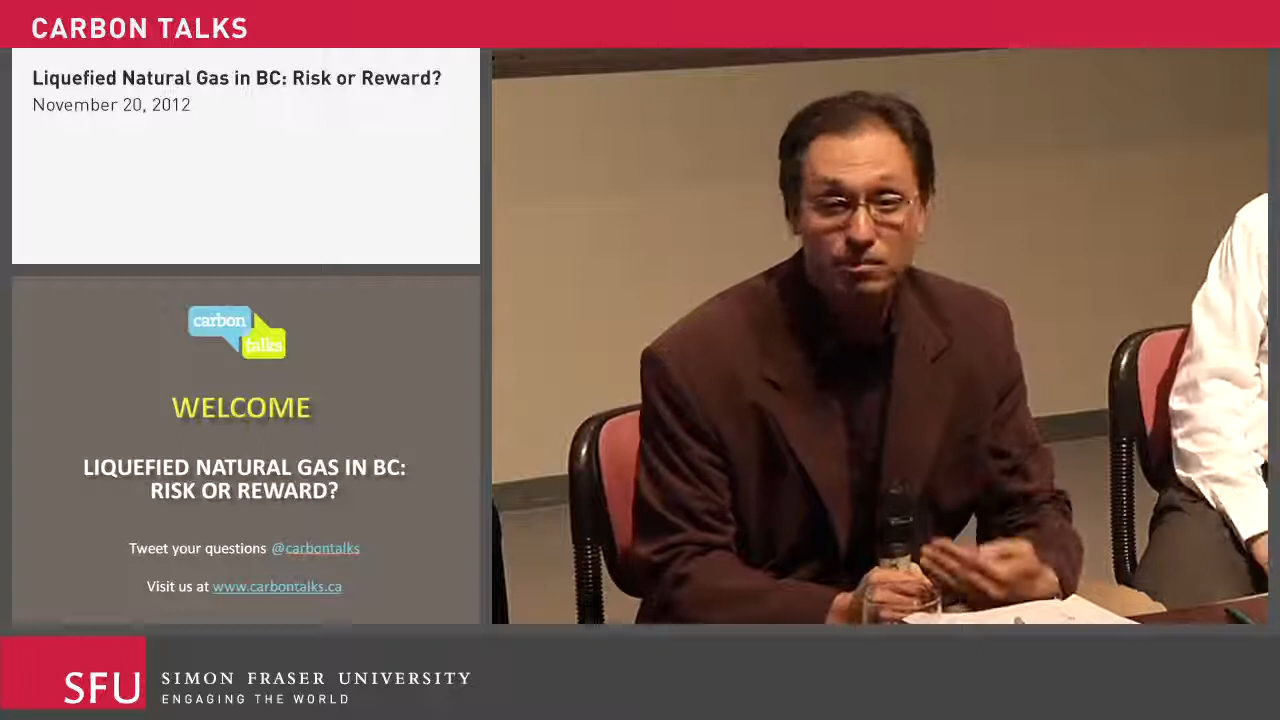 CARBON TALKS
Liquefied Natural Gas in BC: Risk or Reward?
November 20, 2012
carbon
talks
WELCOME
LIQUEFIED NATURAL GAS IN BC:
RISK OR REWARD?
Tweet your questions @carbontalks
Visit us at www.carbontalks.ca
SFU
SIMON FRASER UNIVERSITY
ENGAGING THE WORLD